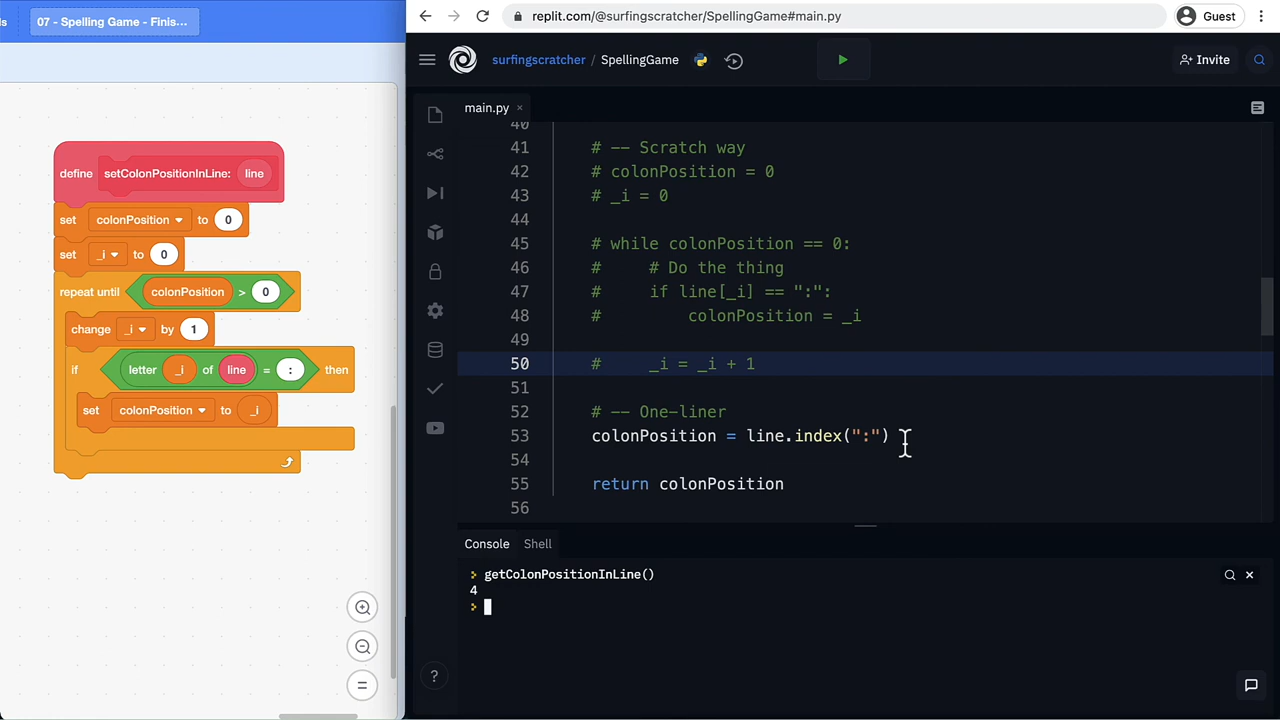 ls
07 - Spelling Game - Finis...
define setColonPositionInLine: line
set colonPosition to 0
set _i to 0
repeat until colonPosition > 0
change _i by 1
if letter _i of line = : then
set colonPosition to _i
replit.com/@surfingscratcher/SpellingGame#main.py
Guest
surfingscratcher / SpellingGame
Invite
main.py ×
40
41 # -- Scratch way
42 # colonPosition = 0
43 # _i = 0
44
45 # while colonPosition == 0:
46 #     # Do the thing
47 #     if line[_i] == ":":
48 #         colonPosition = _i
49
50 #     _i = _i + 1
51
52 # -- One-liner
53 colonPosition = line.index(":")
54
55 return colonPosition
56
Console Shell
> getColonPositionInLine()
4
>
?